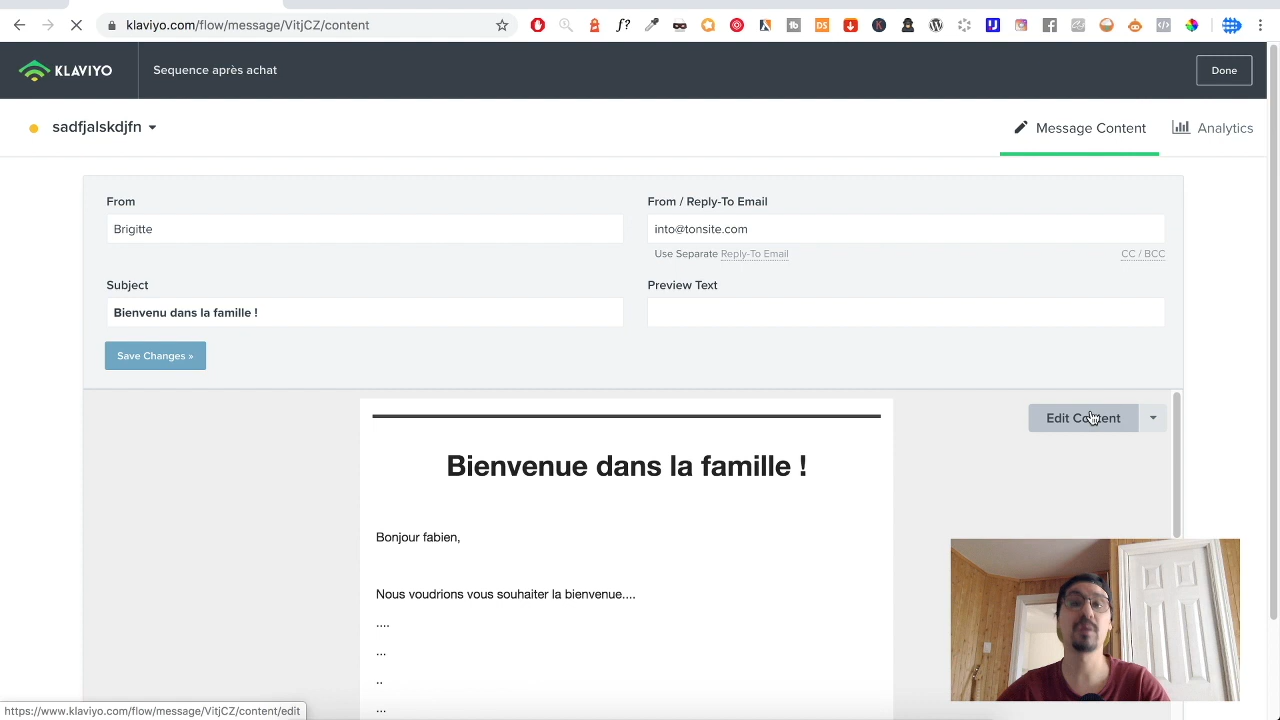 klaviyo.com/flow/message/VitjCZ/content
KLAVIYO
Sequence après achat
Done
sadfjalskdjfn
Message Content
Analytics
From
From / Reply-To Email
Brigitte
into@tonsite.com
Use Separate Reply-To Email
CC / BCC
Subject
Preview Text
Bienvenu dans la famille !
Save Changes »
Edit Content
Bienvenue dans la famille !
Bonjour fabien,
Nous voudrions vous souhaiter la bienvenue....
....
...
..
...
https://www.klaviyo.com/flow/message/VitjCZ/content/edit